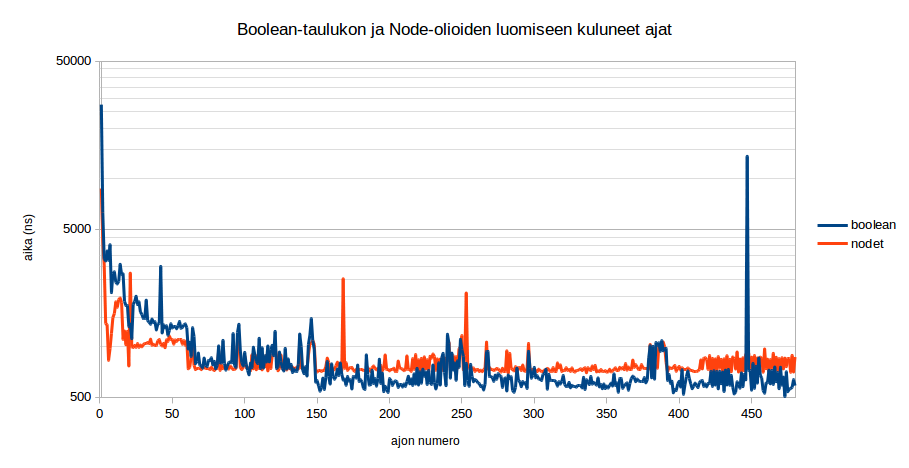 Boolean-taulukon ja Node-olioiden luomiseen kuluneet ajat
50000
5000
500
aika (ns)
0 50 100 150 200 250 300 350 400 450
ajon numero
boolean
nodet